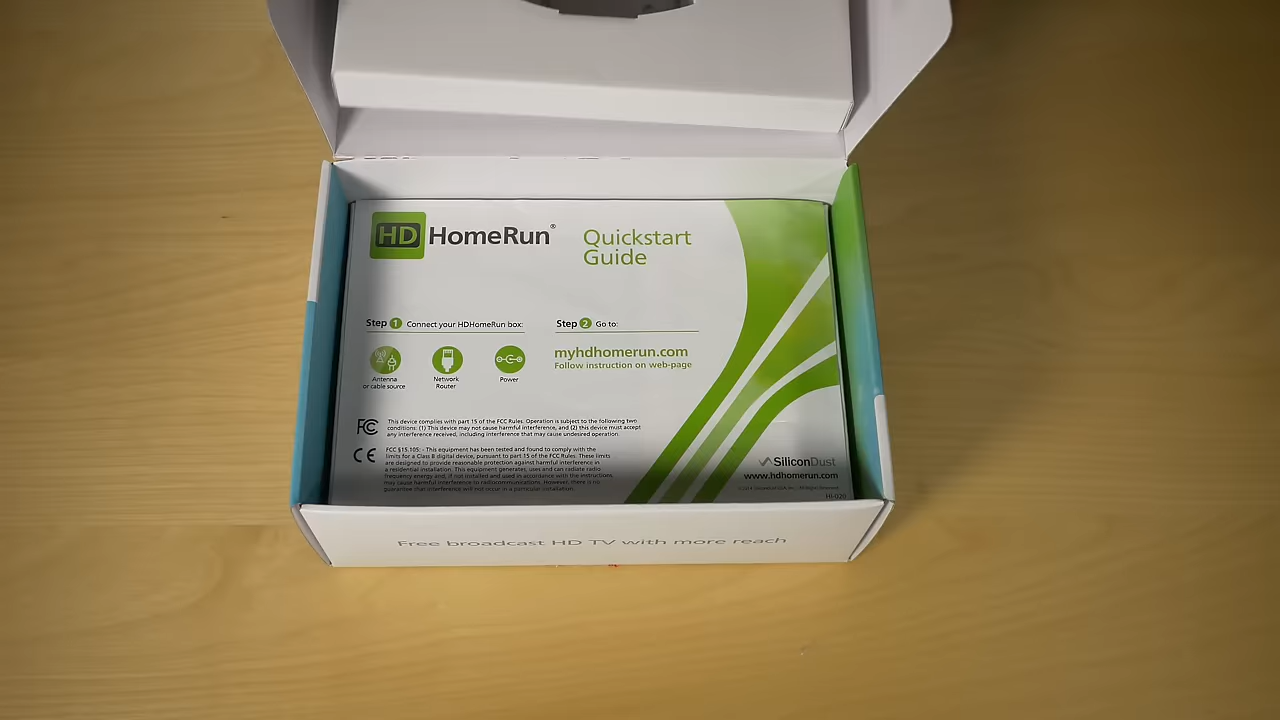 HD HomeRun®
Quickstart
Guide
Step 1 Connect your HDHomeRun box:
Antenna
or cable source
Network
Router
Power
Step 2 Go to:
myhdhomerun.com
Follow instruction on web-page
FC
This device complies with part 15 of the FCC Rules. Operation is subject to the following two
conditions: (1) This device may not cause harmful interference, and (2) this device must accept
any interference received, including interference that may cause undesired operation.
CE
FCC §15.105: - This equipment has been tested and found to comply with the
limits for a Class B digital device, pursuant to part 15 of the FCC Rules. These limits
are designed to provide reasonable protection against harmful interference in
a residential installation. This equipment generates, uses and can radiate radio
frequency energy and, if not installed and used in accordance with the instructions,
may cause harmful interference to radiocommunications. However, there is no
guarantee that interference will not occur in a particular installation.
SiliconDust
www.hdhomerun.com
HI-020
Free broadcast HD TV with more reach